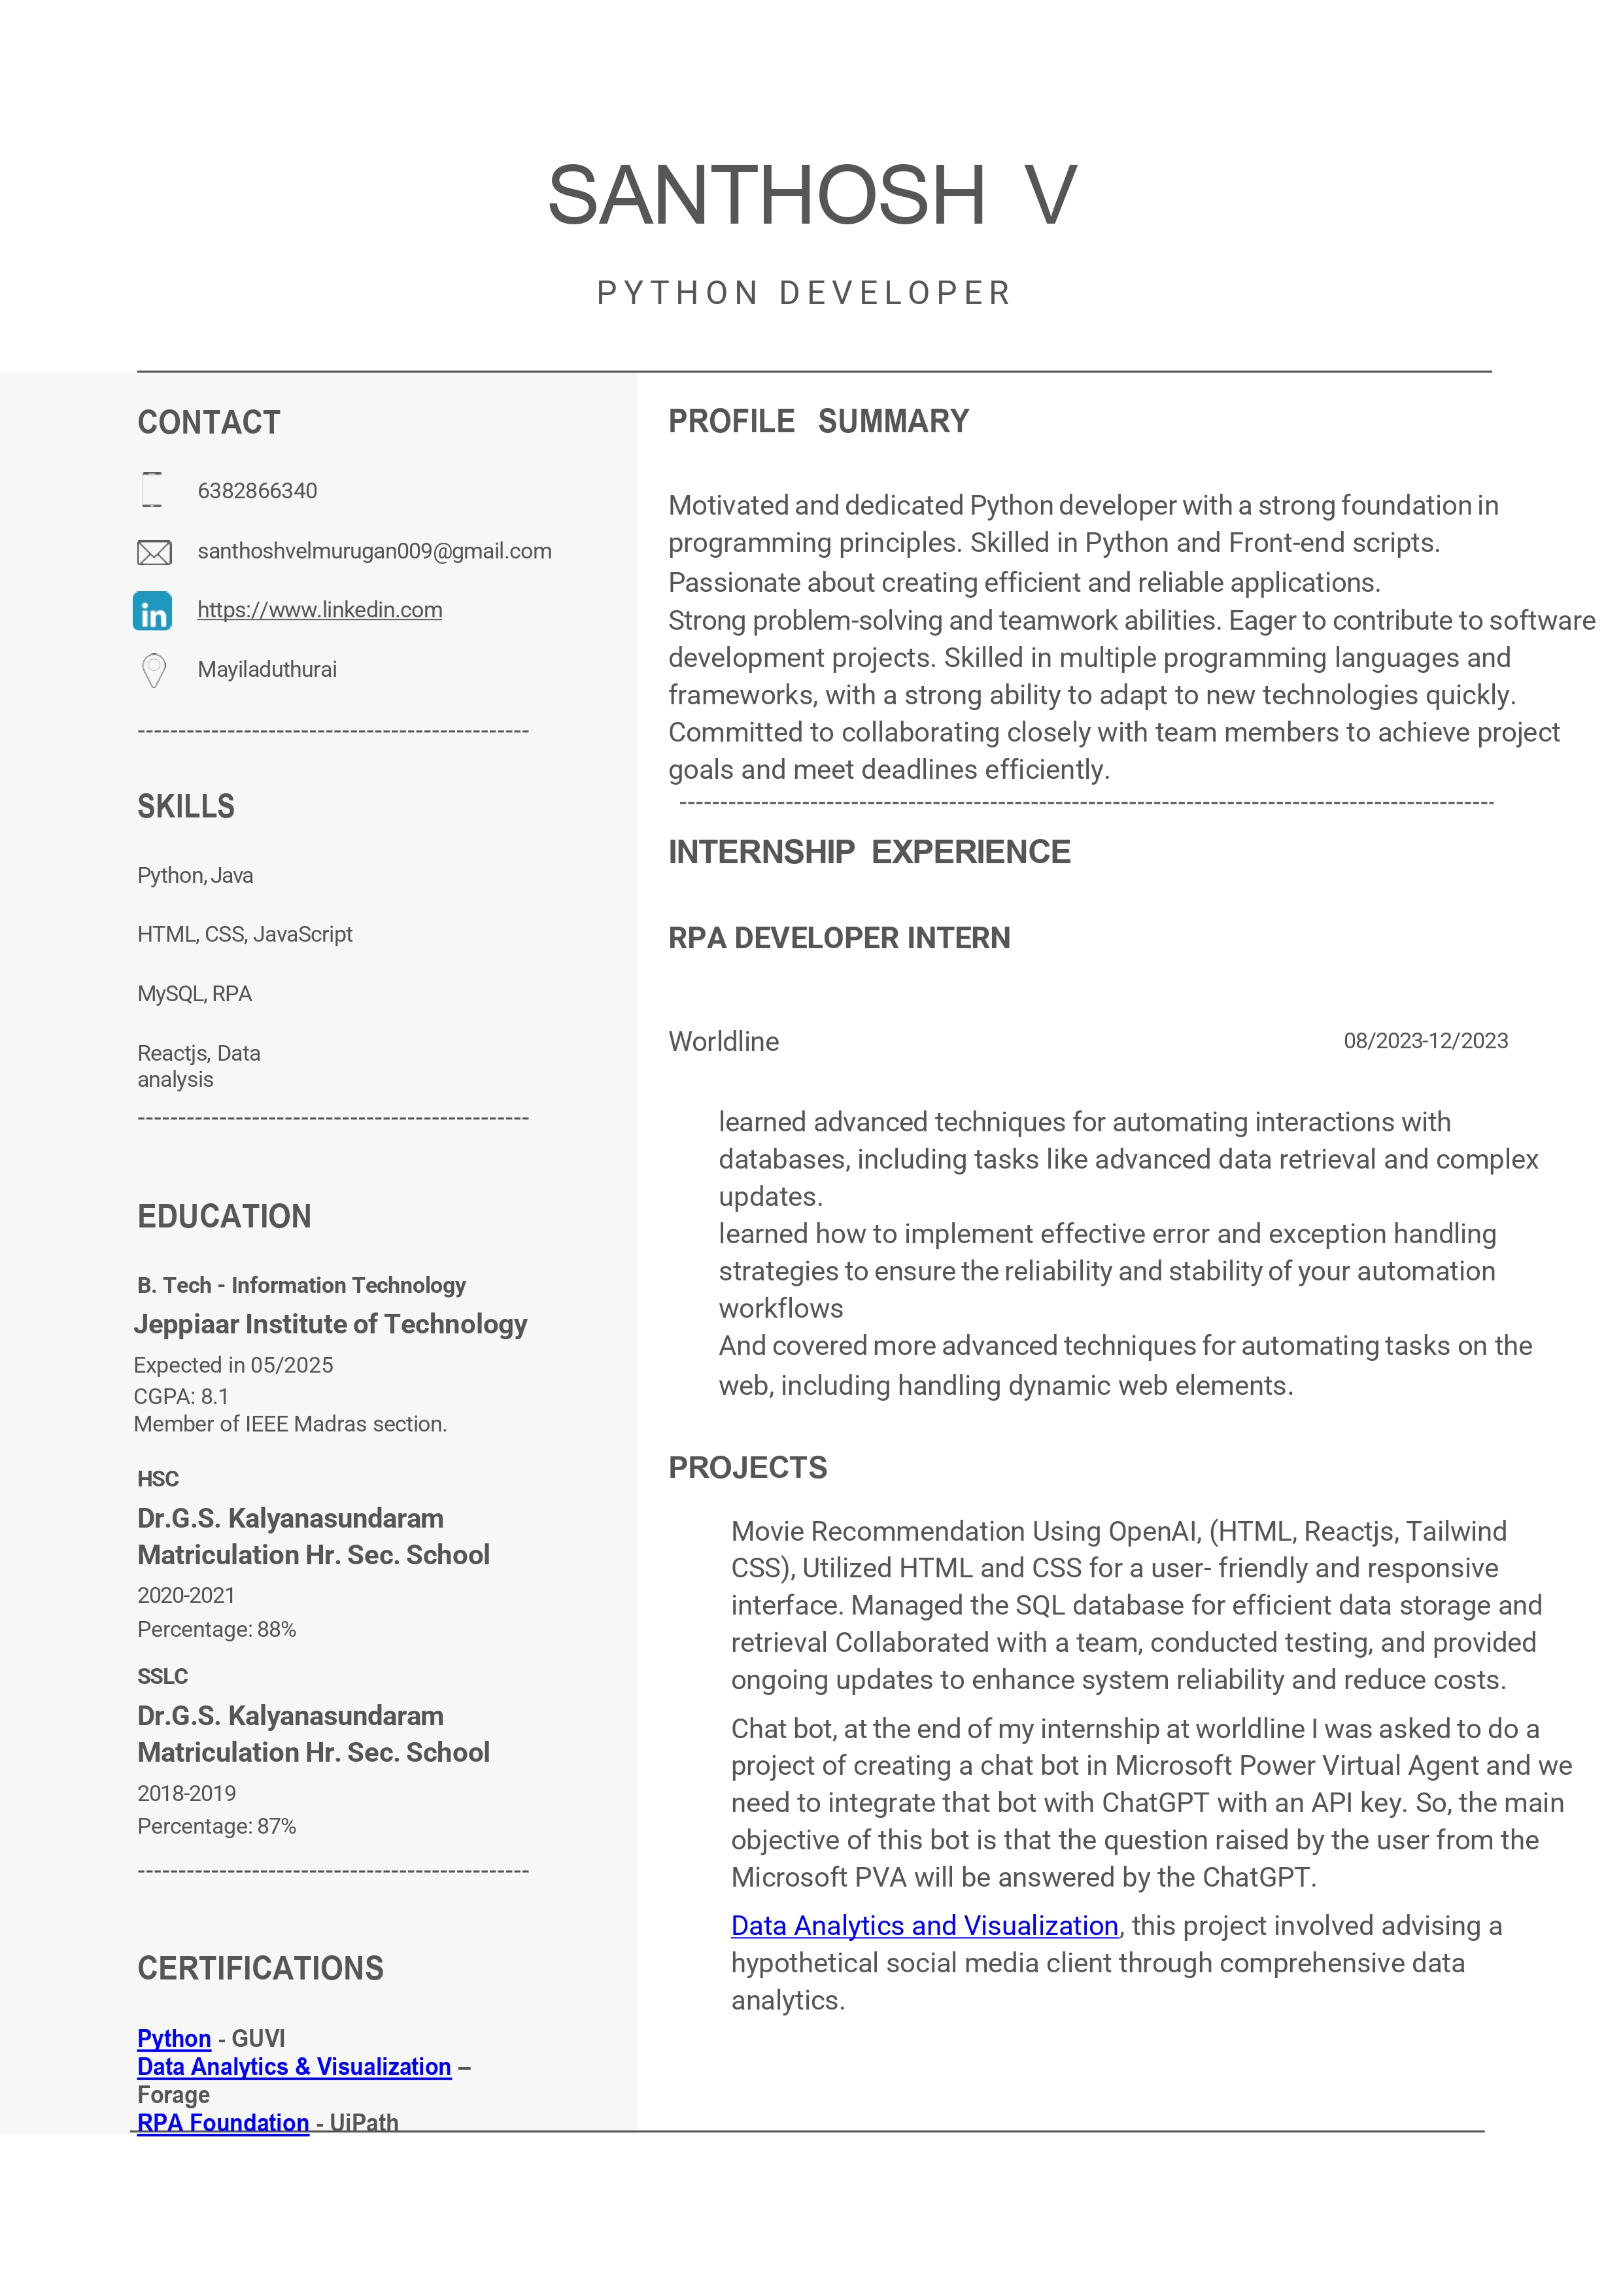 SANTHOSH V
PYTHON DEVELOPER
CONTACT
6382866340
santhoshvelmurugan009@gmail.com
in
https://www.linkedin.com
Mayiladuthurai
------------------------------------------------
SKILLS
Python, Java
HTML, CSS, JavaScript
MySQL, RPA
Reactjs, Data
analysis
------------------------------------------------
EDUCATION
B. Tech - Information Technology
Jeppiaar Institute of Technology
Expected in 05/2025
CGPA: 8.1
Member of IEEE Madras section.
HSC
Dr.G.S. Kalyanasundaram
Matriculation Hr. Sec. School
2020-2021
Percentage: 88%
SSLC
Dr.G.S. Kalyanasundaram
Matriculation Hr. Sec. School
2018-2019
Percentage: 87%
------------------------------------------------
CERTIFICATIONS
Python - GUVI
Data Analytics & Visualization –
Forage
RPA Foundation - UiPath
PROFILE SUMMARY
Motivated and dedicated Python developer with a strong foundation in
programming principles. Skilled in Python and Front-end scripts.
Passionate about creating efficient and reliable applications.
Strong problem-solving and teamwork abilities. Eager to contribute to software
development projects. Skilled in multiple programming languages and
frameworks, with a strong ability to adapt to new technologies quickly.
Committed to collaborating closely with team members to achieve project
goals and meet deadlines efficiently.
----------------------------------------------------------------------------------------------------
INTERNSHIP EXPERIENCE
RPA DEVELOPER INTERN
Worldline 08/2023-12/2023
learned advanced techniques for automating interactions with
databases, including tasks like advanced data retrieval and complex
updates.
learned how to implement effective error and exception handling
strategies to ensure the reliability and stability of your automation
workflows
And covered more advanced techniques for automating tasks on the
web, including handling dynamic web elements.
PROJECTS
Movie Recommendation Using OpenAI, (HTML, Reactjs, Tailwind
CSS), Utilized HTML and CSS for a user- friendly and responsive
interface. Managed the SQL database for efficient data storage and
retrieval Collaborated with a team, conducted testing, and provided
ongoing updates to enhance system reliability and reduce costs.
Chat bot, at the end of my internship at worldline I was asked to do a
project of creating a chat bot in Microsoft Power Virtual Agent and we
need to integrate that bot with ChatGPT with an API key. So, the main
objective of this bot is that the question raised by the user from the
Microsoft PVA will be answered by the ChatGPT.
Data Analytics and Visualization, this project involved advising a
hypothetical social media client through comprehensive data
analytics.